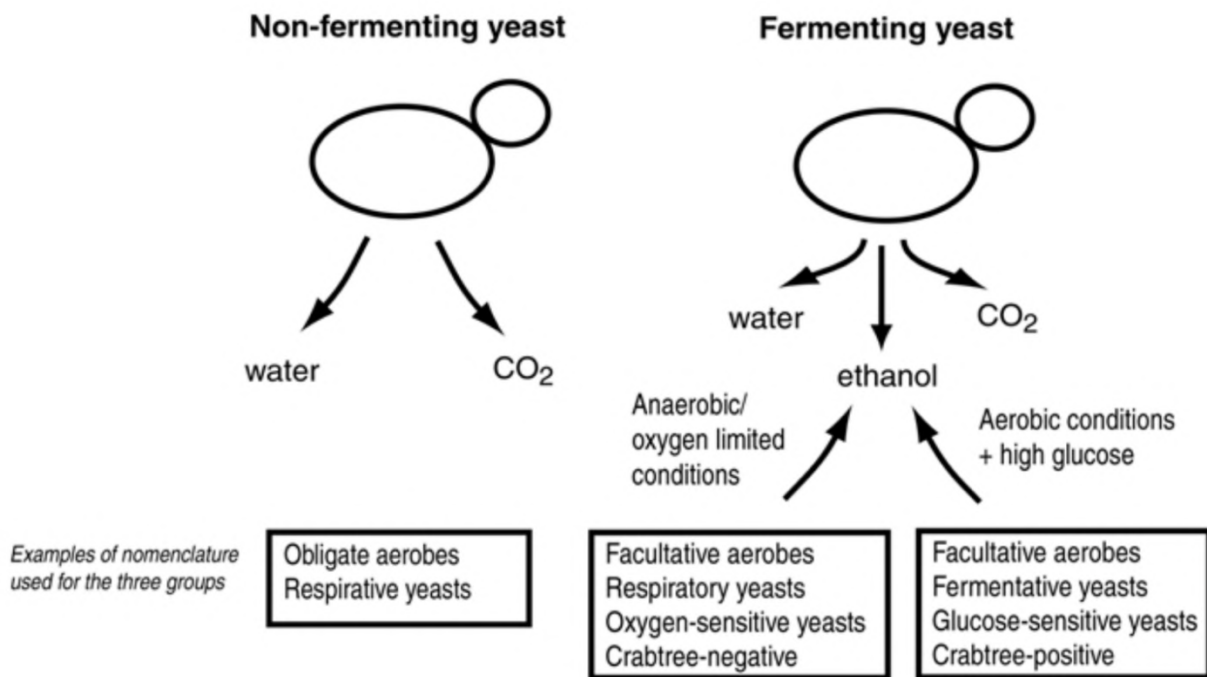 Non-fermenting yeast
Fermenting yeast
water
CO₂
water
CO₂
ethanol
Anaerobic/
oxygen limited
conditions
Aerobic conditions
+ high glucose
Examples of nomenclature
used for the three groups
Obligate aerobes
Respirative yeasts
Facultative aerobes
Respiratory yeasts
Oxygen-sensitive yeasts
Crabtree-negative
Facultative aerobes
Fermentative yeasts
Glucose-sensitive yeasts
Crabtree-positive